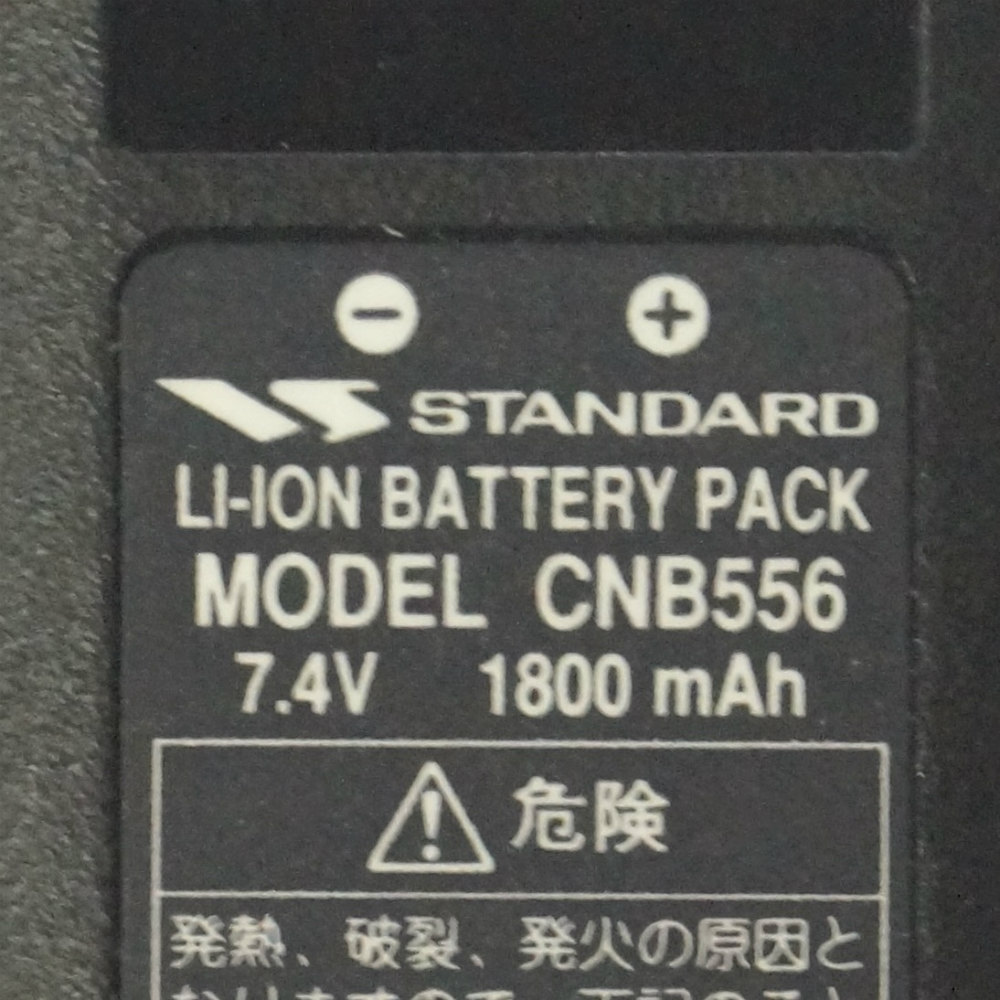 STANDARD
LI-ION BATTERY PACK
MODEL CNB556
7.4V 1800 mAh
危険
発熱、破裂、発火の原因と